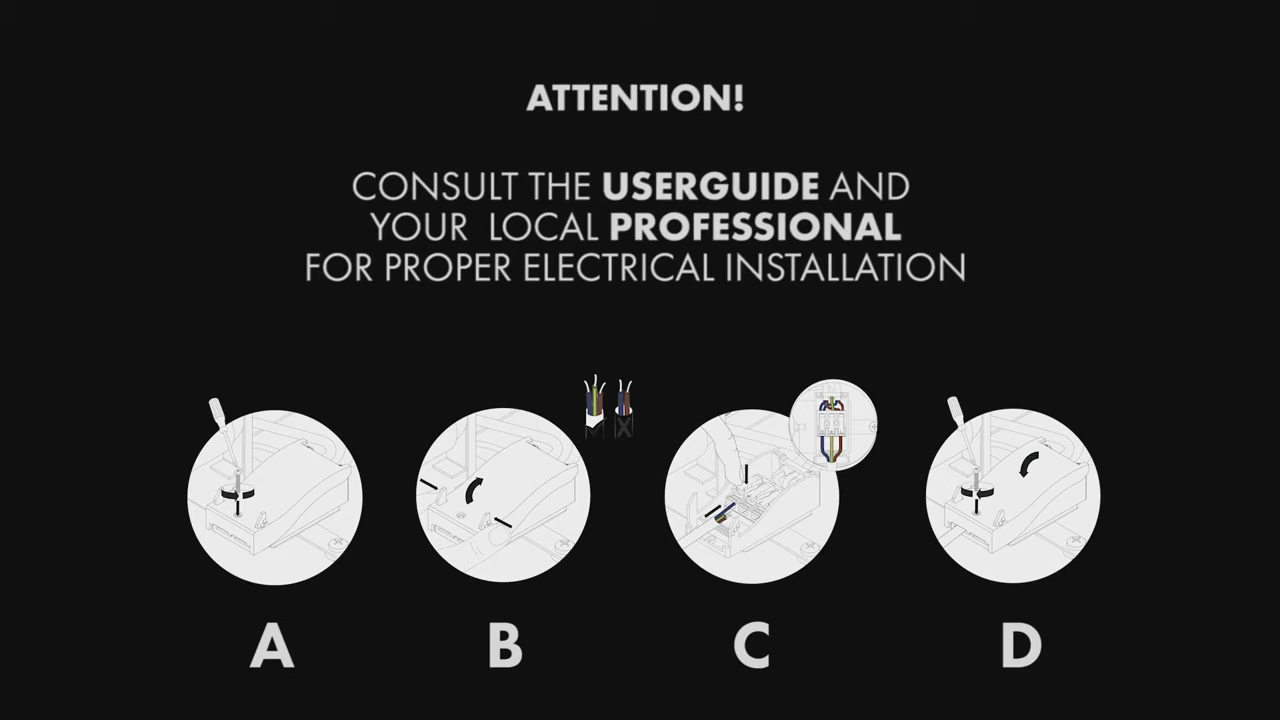 ATTENTION!
CONSULT THE USERGUIDE AND
YOUR LOCAL PROFESSIONAL
FOR PROPER ELECTRICAL INSTALLATION
A B C D